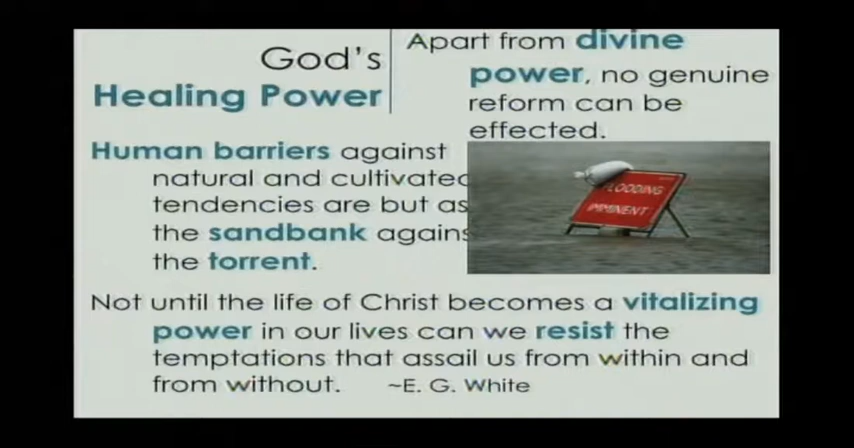 God's
Healing Power
Apart from divine
power, no genuine
reform can be
effected.
Human barriers against
natural and cultivated
tendencies are but as
the sandbank against
the torrent.
FLOODING
IMMINENT
Not until the life of Christ becomes a vitalizing
power in our lives can we resist the
temptations that assail us from within and
from without. ~E. G. White